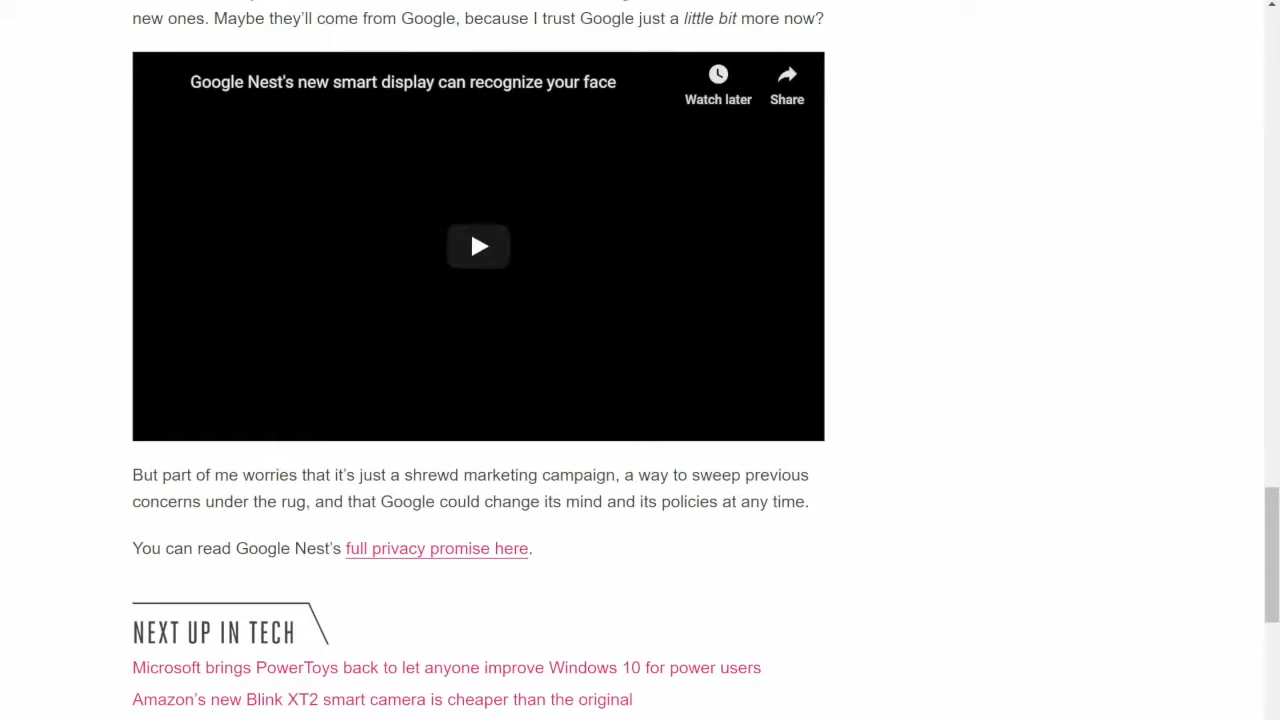 new ones. Maybe they’ll come from Google, because I trust Google just a little bit more now?
Google Nest's new smart display can recognize your face
Watch later
Share
But part of me worries that it’s just a shrewd marketing campaign, a way to sweep previous
concerns under the rug, and that Google could change its mind and its policies at any time.
You can read Google Nest’s full privacy promise here.
NEXT UP IN TECH
Microsoft brings PowerToys back to let anyone improve Windows 10 for power users
Amazon’s new Blink XT2 smart camera is cheaper than the original